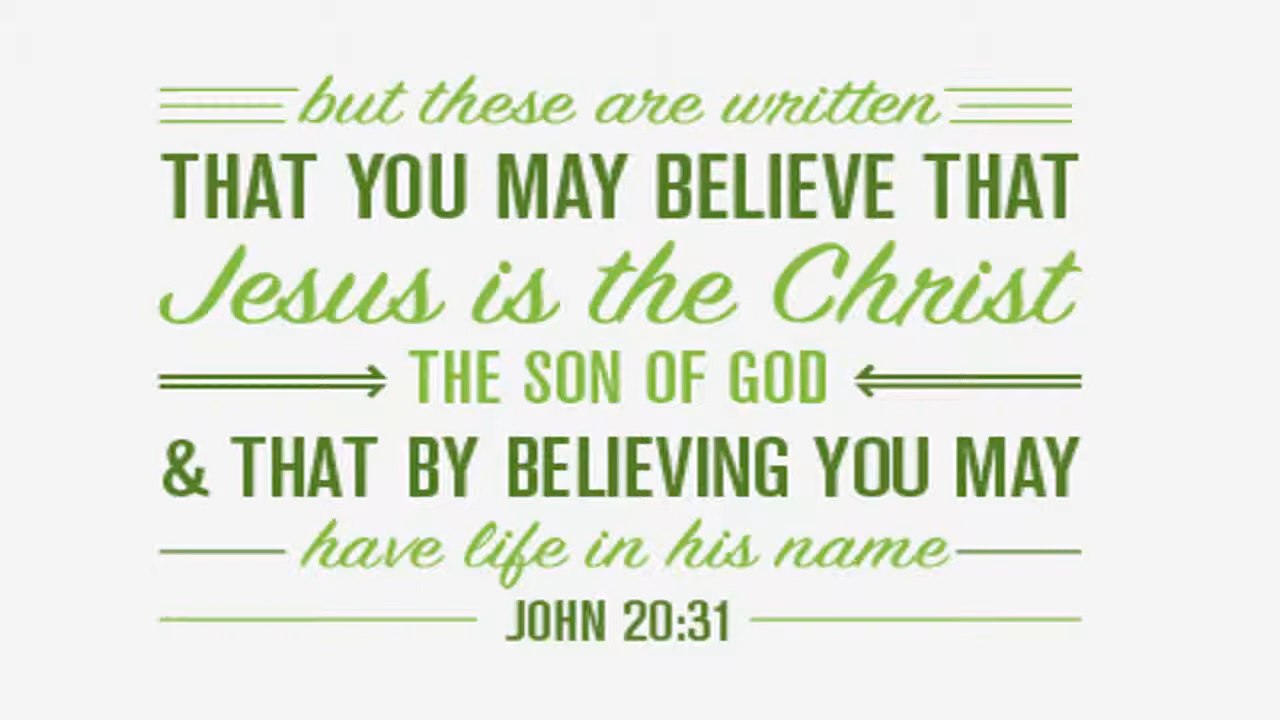 but these are written
THAT YOU MAY BELIEVE THAT
Jesus is the Christ
THE SON OF GOD
& THAT BY BELIEVING YOU MAY
have life in his name
JOHN 20:31